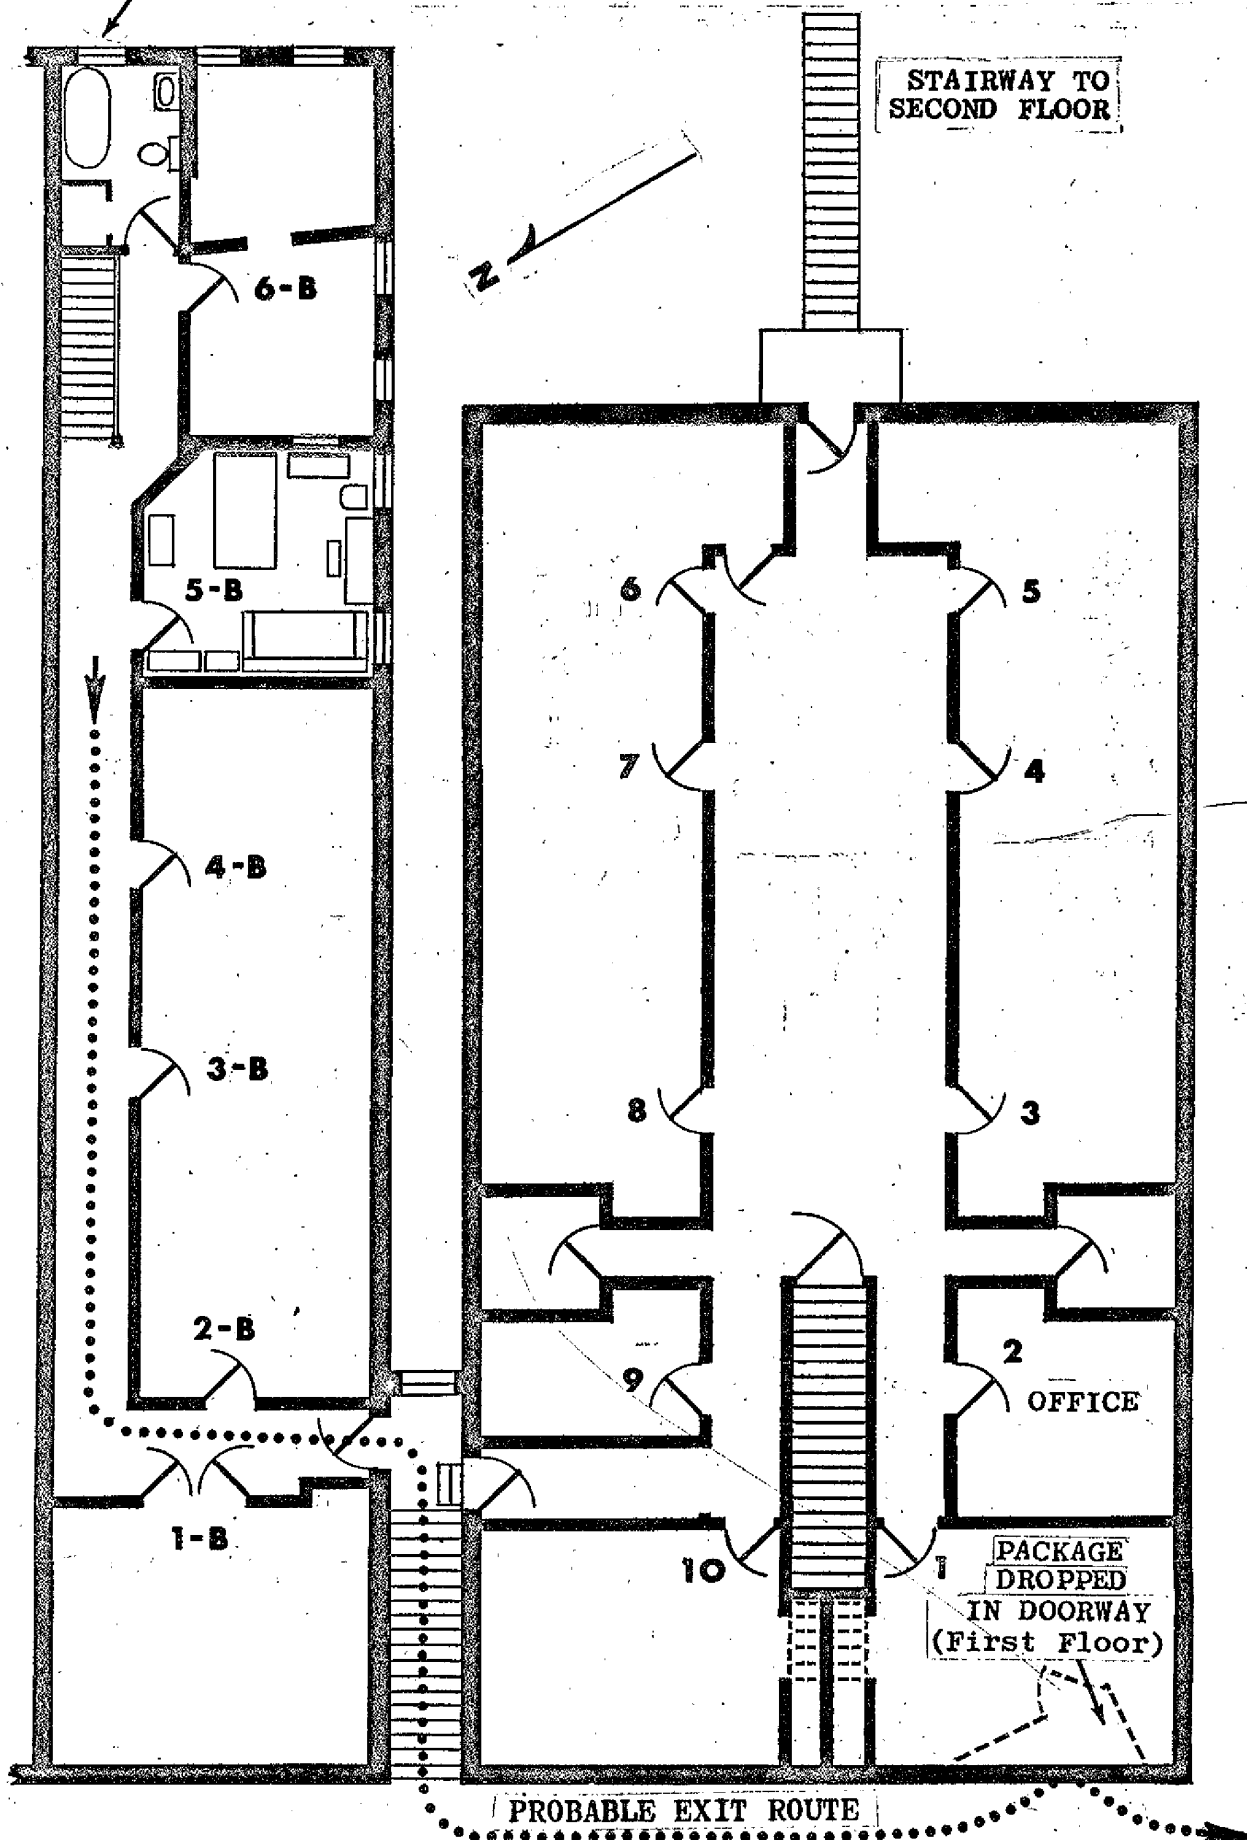 STAIRWAY TO
SECOND FLOOR
N
6-B
5-B
6
5
7
4
4-B
3-B
8
3
2-B
2
9
OFFICE
1-B
10
1
PACKAGE
DROPPED
IN DOORWAY
(First Floor)
PROBABLE EXIT ROUTE